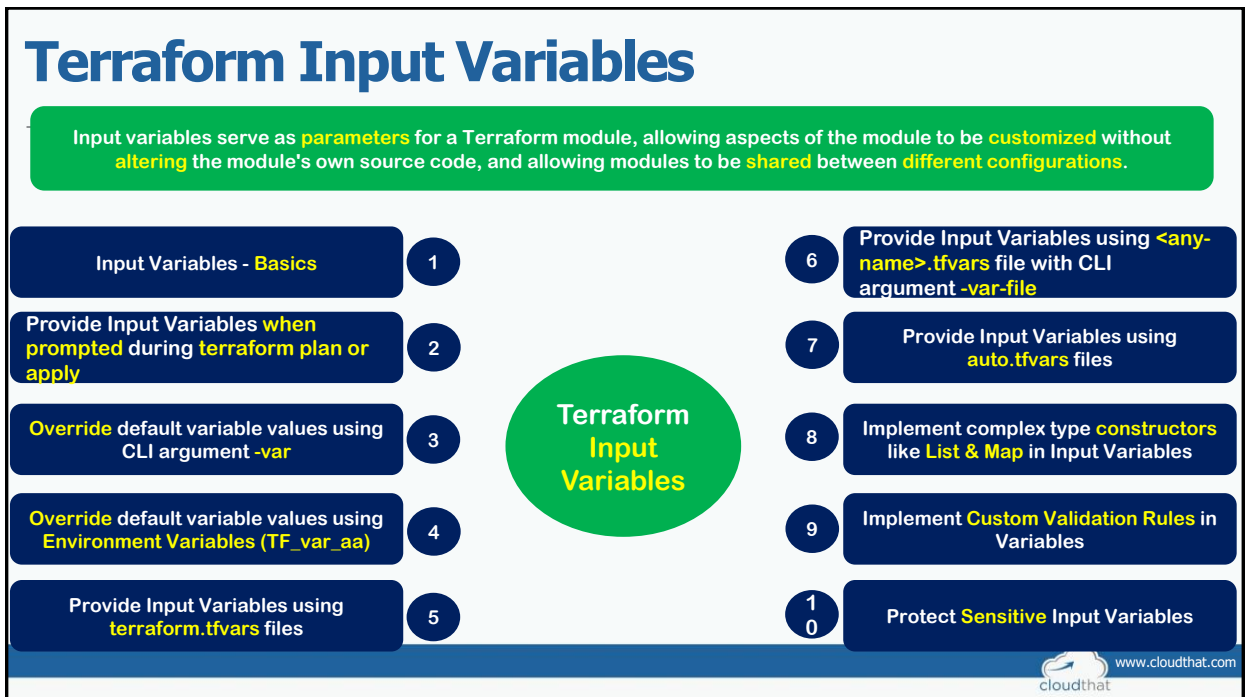 Terraform Input Variables
Input variables serve as parameters for a Terraform module, allowing aspects of the module to be customized without
altering the module's own source code, and allowing modules to be shared between different configurations.
Input Variables - Basics
1
Provide Input Variables when
prompted during terraform plan or
apply
2
Override default variable values using
CLI argument -var
3
Override default variable values using
Environment Variables (TF_var_aa)
4
Provide Input Variables using
terraform.tfvars files
5
Terraform
Input
Variables
6
Provide Input Variables using <any-
name>.tfvars file with CLI
argument -var-file
7
Provide Input Variables using
auto.tfvars files
8
Implement complex type constructors
like List & Map in Input Variables
9
Implement Custom Validation Rules in
Variables
1
0
Protect Sensitive Input Variables
www.cloudthat.com
cloudthat